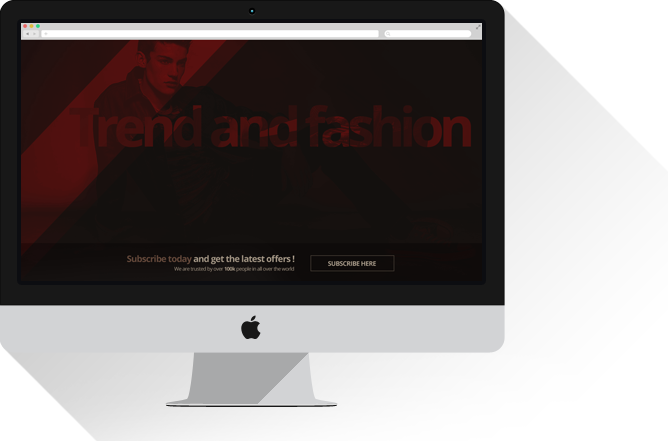 Trend and fashion
Subscribe today and get the latest offers !
We are trusted by over 100k people in all over the world!
SUBSCRIBE HERE